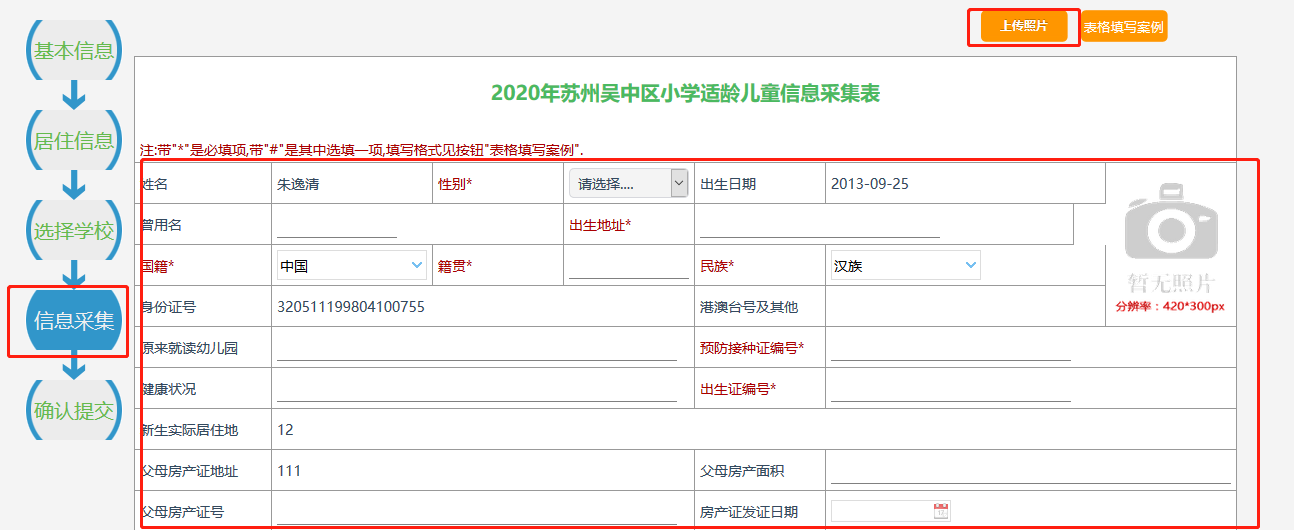 上传照片 表格填写案例
基本信息
2020年苏州吴中区小学适龄儿童信息采集表
居住信息
注:带"*"是必填项,带"#"是其中选填一项,填写格式见按钮"表格填写案例".
姓名 朱逸清 性别* 请选择.... 出生日期 2013-09-25
选择学校
曾用名 出生地址*
国籍* 中国 籍贯* 民族* 汉族
暂无照片
分辨率：420*300px
信息采集
身份证号 320511199804100755 港澳台号及其他
原来就读幼儿园 预防接种证编号*
健康状况 出生证编号*
确认提交
新生实际居住地 12
父母房产证地址 111 父母房产面积
父母房产证号 房产证发证日期